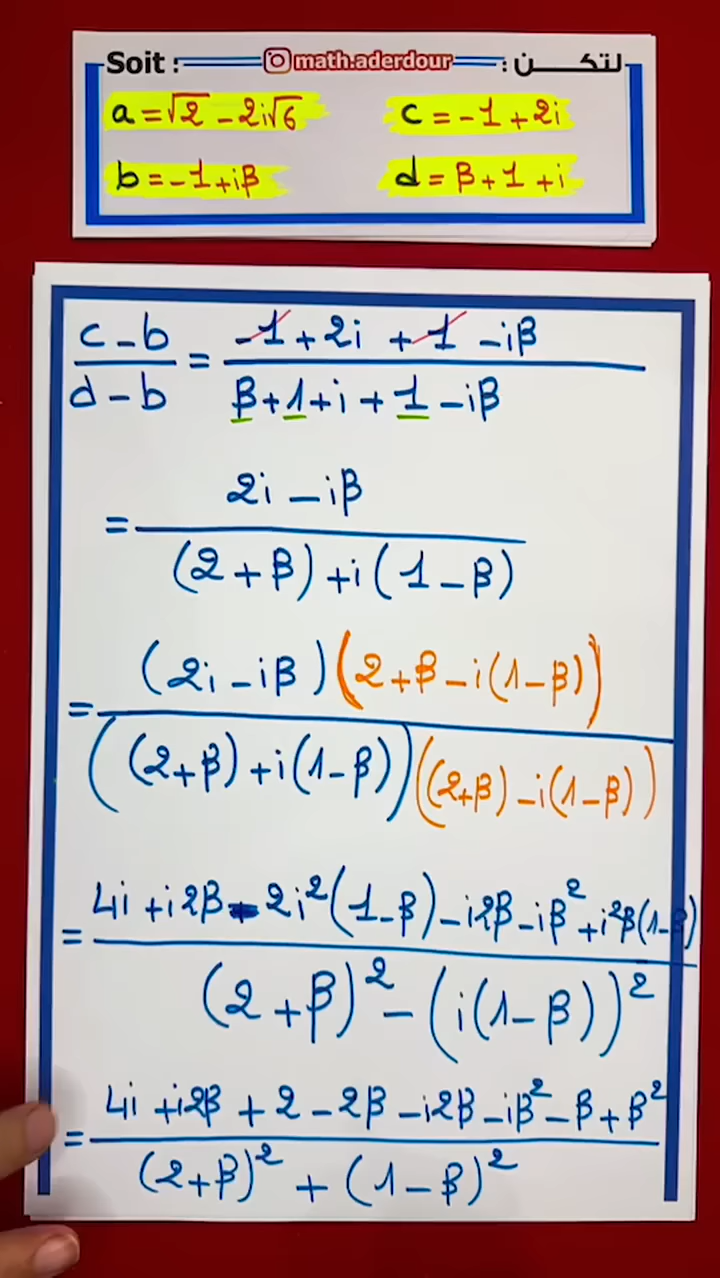 Soit : math.aderdour لتكن :
a = √2 - 2i√6 c = -1 + 2i
b = -1 + iβ d = β + 1 + i
(c - b)/(d - b) = (-1 + 2i + 1 - iβ)/(β + 1 + i + 1 - iβ)
= (2i - iβ)/((2 + β) + i(1 - β))
= ((2i - iβ)(2 + β - i(1 - β)))/(((2 + β) + i(1 - β))((2 + β) - i(1 - β)))
= (4i + i2β - 2i²(1 - β) - i2β - iβ² + i²β(1 - β))/((2 + β)² - (i(1 - β))²)
= (4i + i2β + 2 - 2β - i2β - iβ² - β + β²)/((2 + β)² + (1 - β)²)